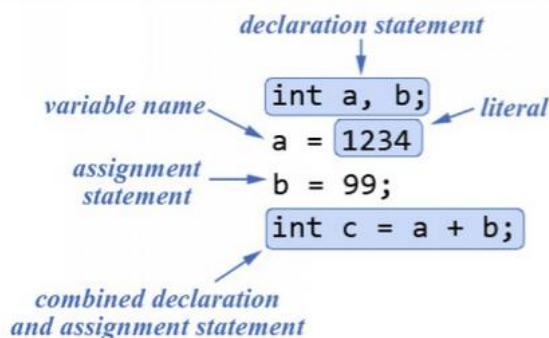 declaration statement
int a, b;
variable name
literal
a = 1234
assignment
statement
b = 99;
int c = a + b;
combined declaration
and assignment statement